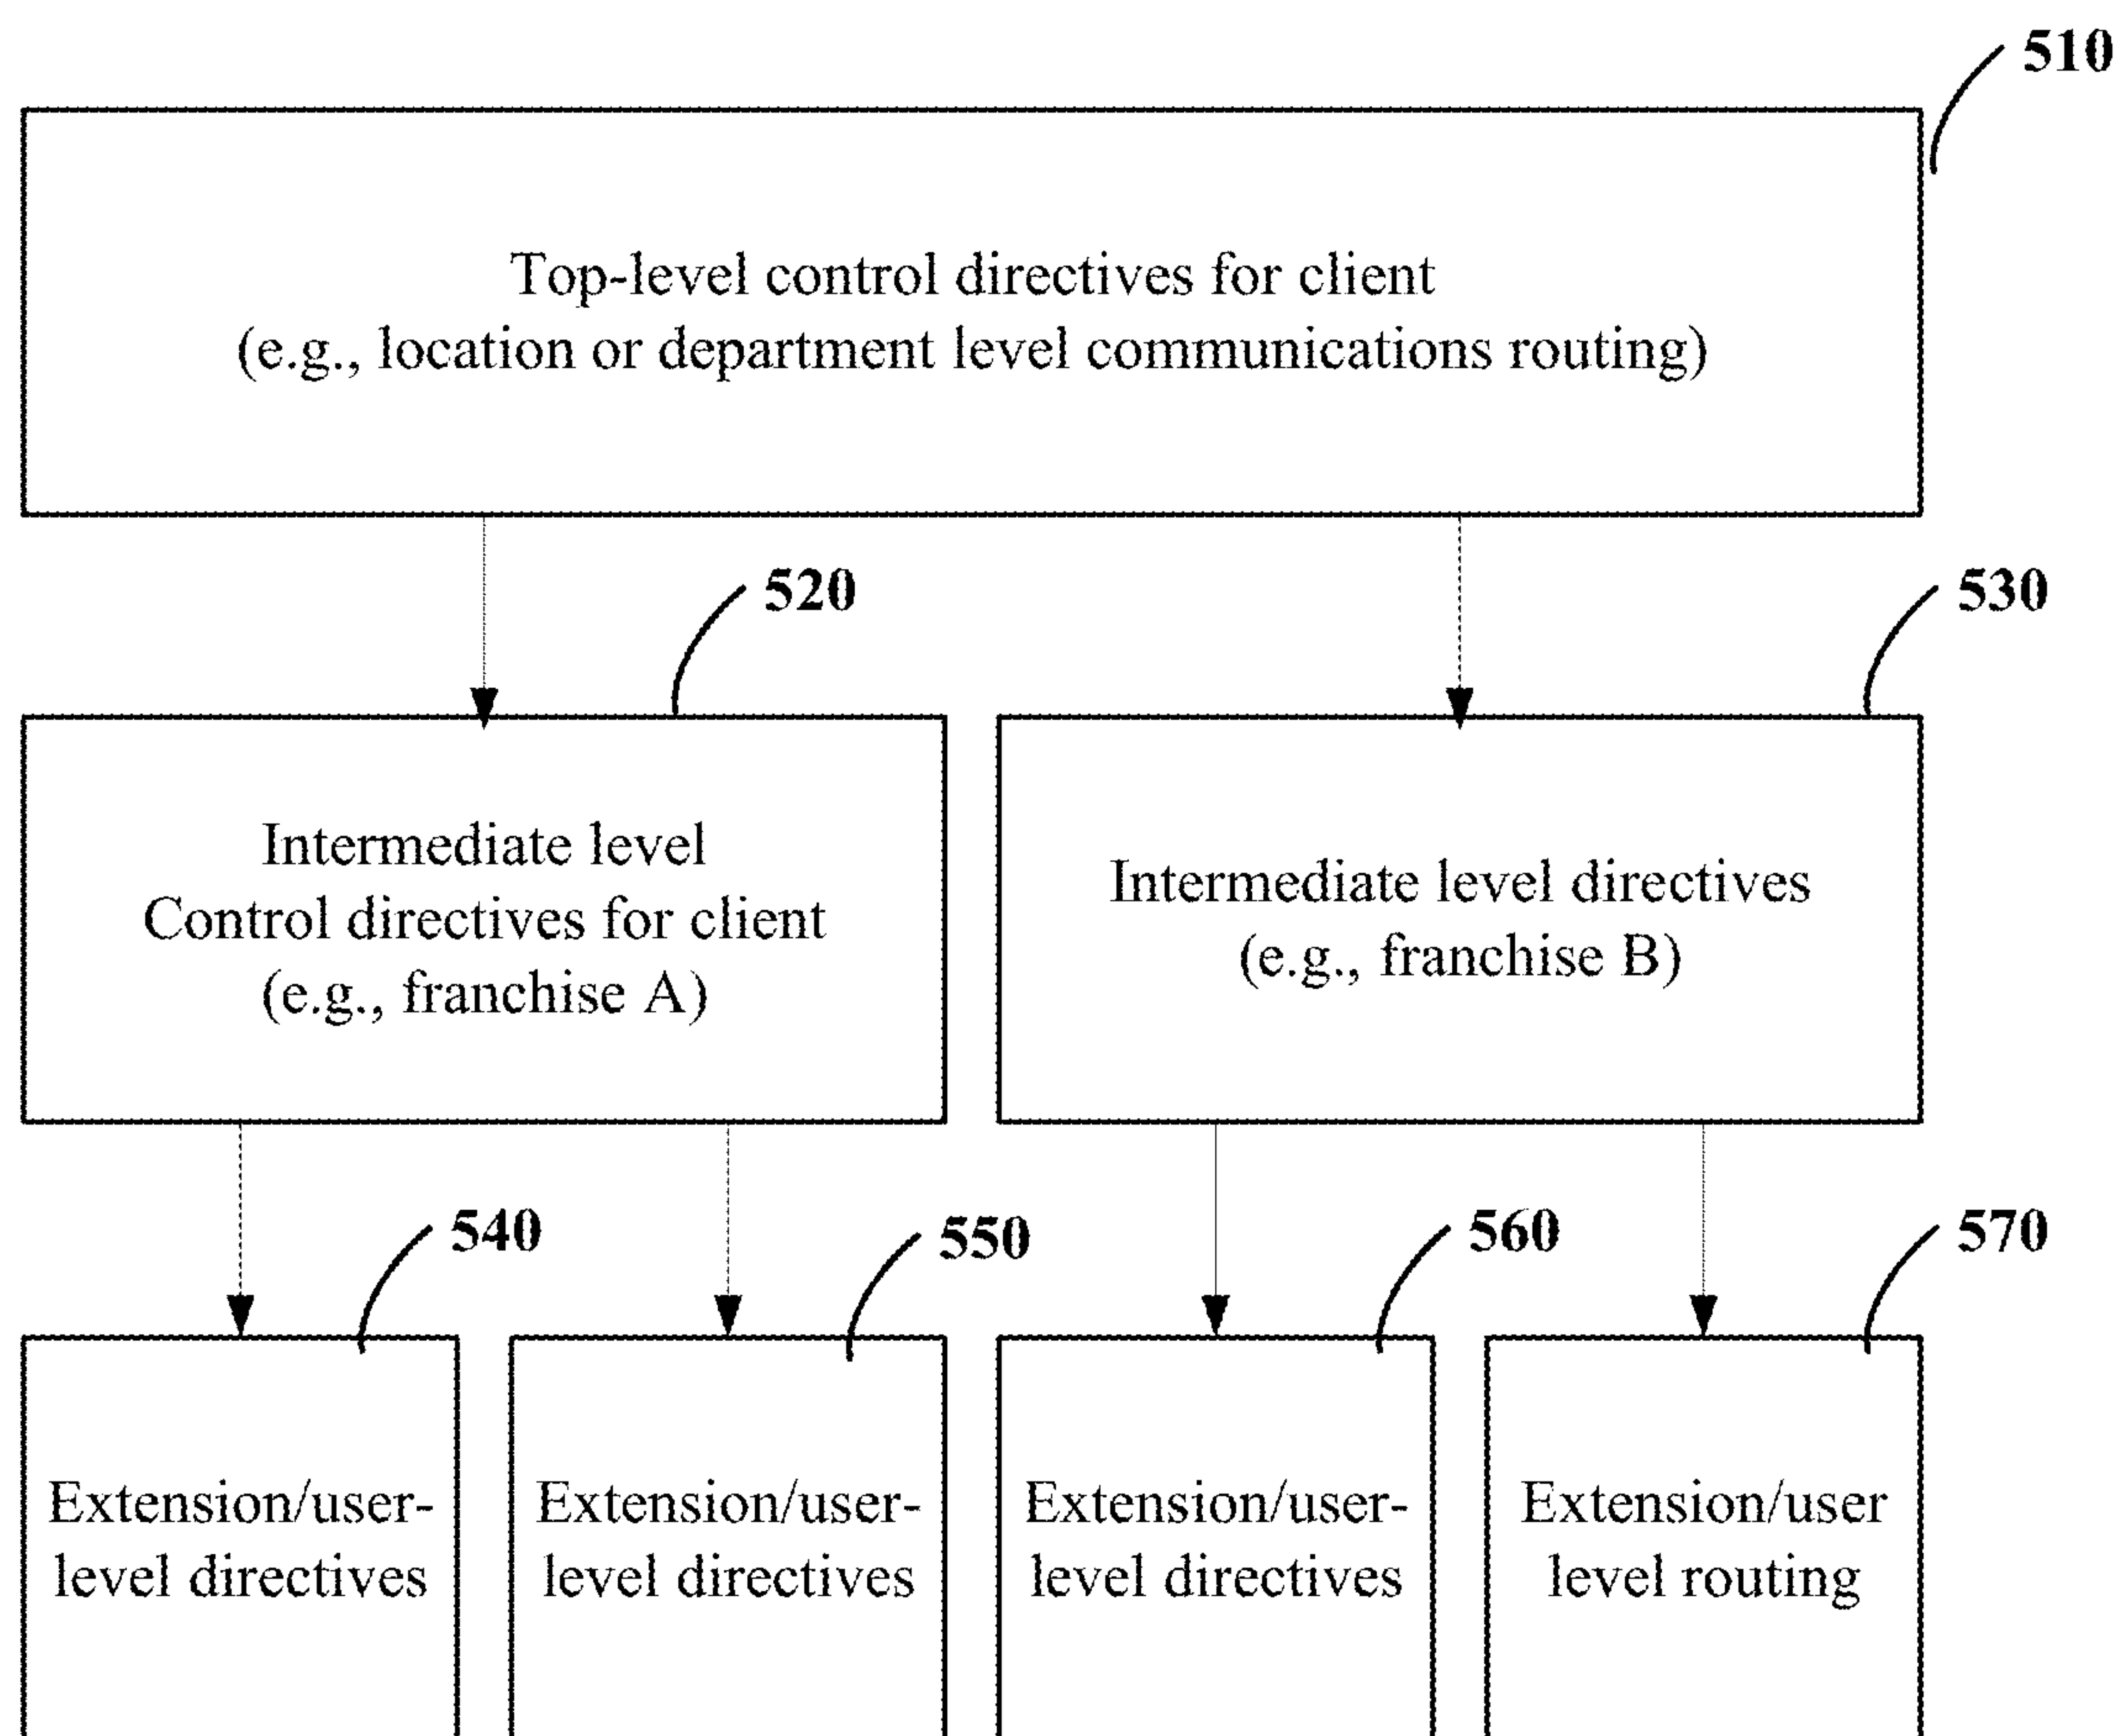 510
Top-level control directives for client
(e.g., location or department level communications routing)
520
530
Intermediate level
Control directives for client
(e.g., franchise A)
Intermediate level directives
(e.g., franchise B)
540
550
560
570
Extension/user-
level directives
Extension/user-
level directives
Extension/user-
level directives
Extension/user
level routing